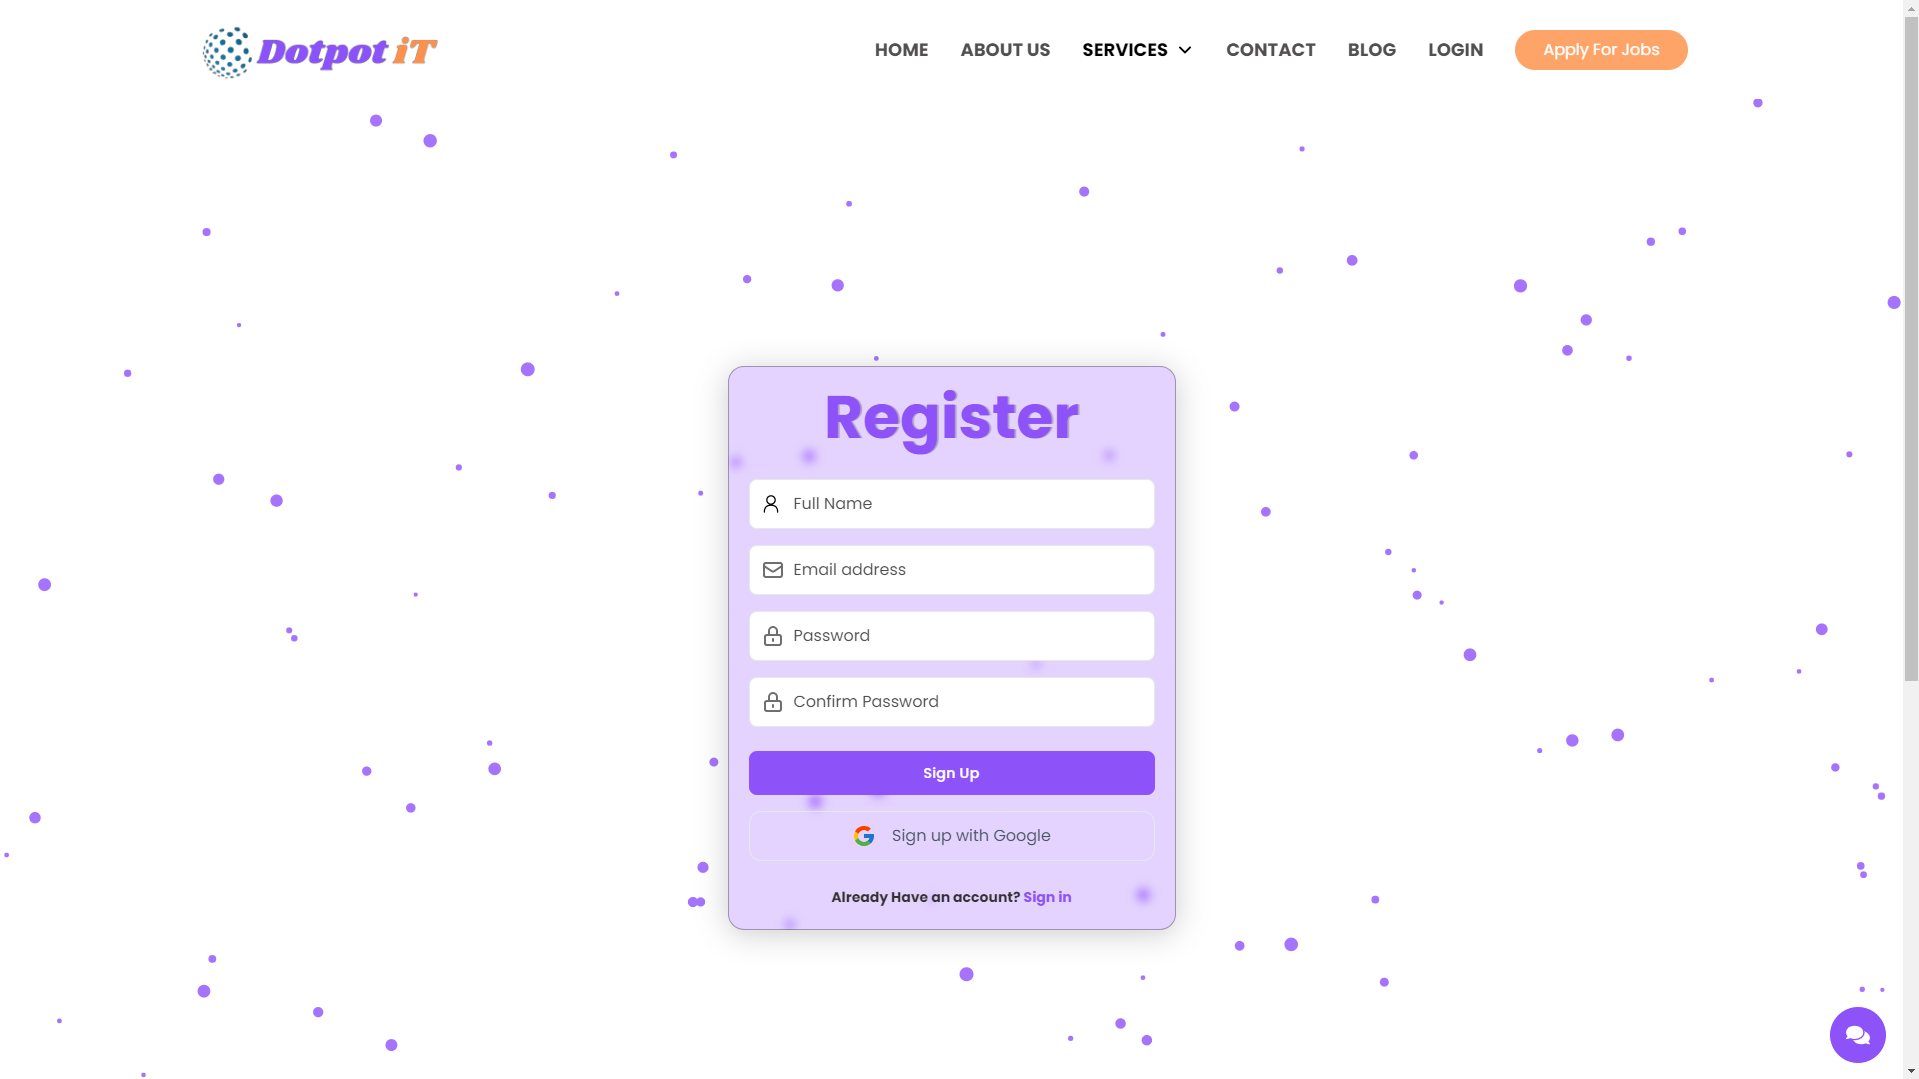 Dotpot iT
HOME ABOUT US SERVICES CONTACT BLOG LOGIN Apply For Jobs
Register
Full Name
Email address
Password
Confirm Password
Sign Up
Sign up with Google
Already Have an account? Sign in